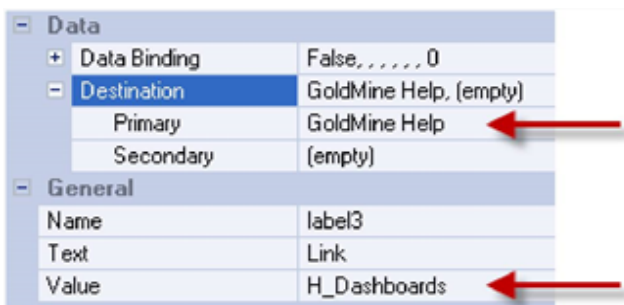 Data
Data Binding False, , , , , , 0
Destination GoldMine Help, (empty)
Primary GoldMine Help
Secondary (empty)
General
Name label3
Text Link
Value H_Dashboards